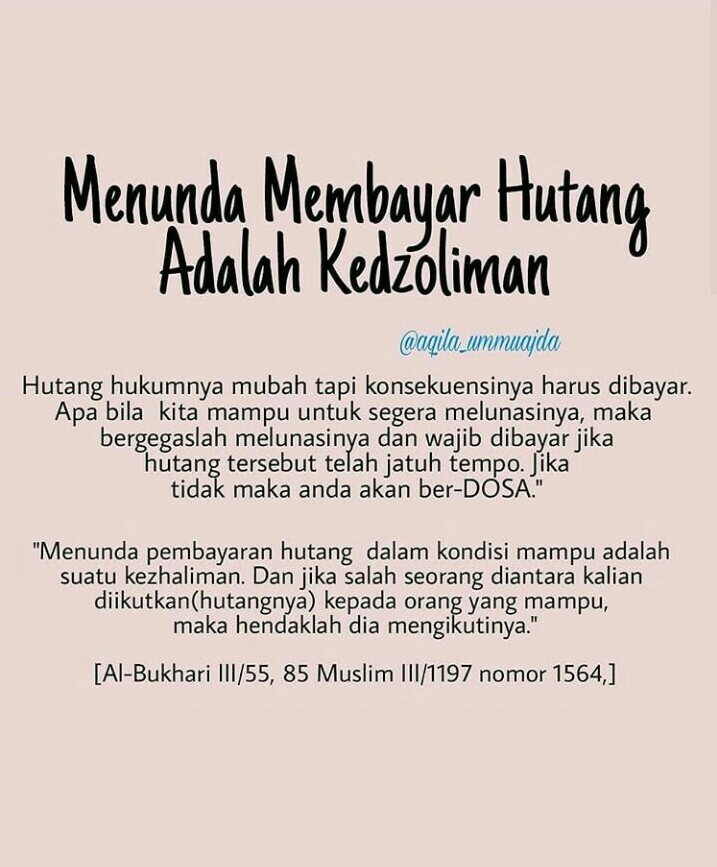 Menunda Membayar Hutang
Adalah Kedzoliman
@aqila_ummuajda
Hutang hukumnya mubah tapi konsekuensinya harus dibayar.
Apa bila kita mampu untuk segera melunasinya, maka
bergegaslah melunasinya dan wajib dibayar jika
hutang tersebut telah jatuh tempo. Jika
tidak maka anda akan ber-DOSA."
"Menunda pembayaran hutang dalam kondisi mampu adalah
suatu kezhaliman. Dan jika salah seorang diantara kalian
diikutkan(hutangnya) kepada orang yang mampu,
maka hendaklah dia mengikutinya."
[Al-Bukhari III/55, 85 Muslim III/1197 nomor 1564,]